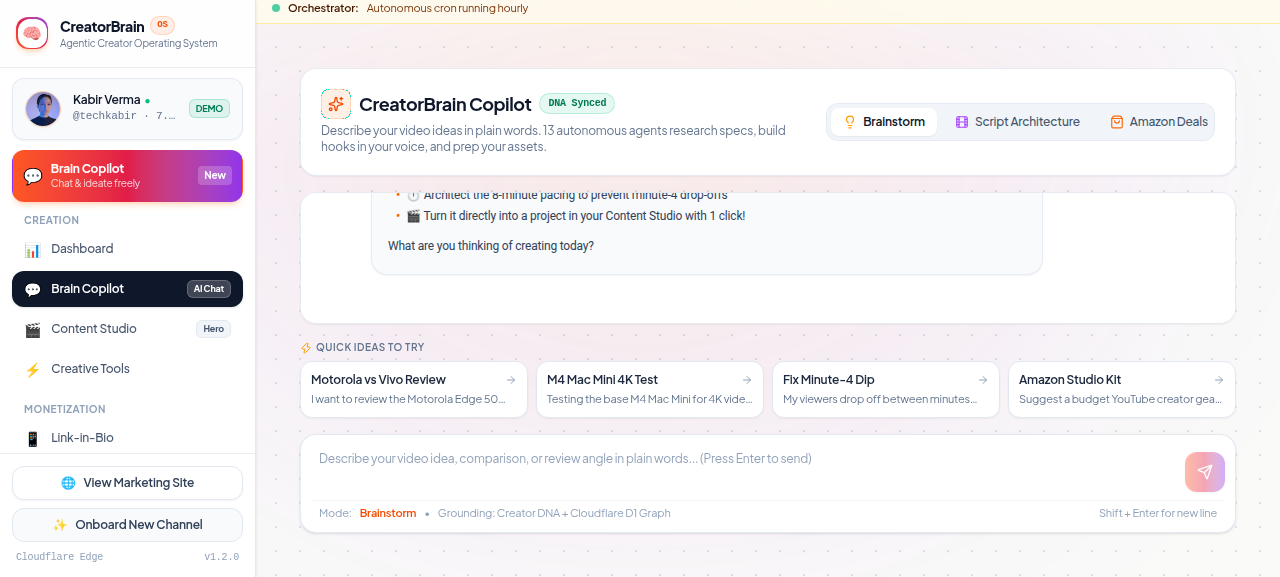 CreatorBrain OS
Agentic Creator Operating System
Kabir Verma
DEMO
@techkabir · 7....
Brain Copilot
Chat & ideate freely
New
CREATION
Dashboard
Brain Copilot
AI Chat
Content Studio
Hero
Creative Tools
MONETIZATION
Link-in-Bio
View Marketing Site
Onboard New Channel
Cloudflare Edge
v1.2.0
Orchestrator: Autonomous cron running hourly
CreatorBrain Copilot DNA Synced
Describe your video ideas in plain words. 13 autonomous agents research specs, build
hooks in your voice, and prep your assets.
Brainstorm
Script Architecture
Amazon Deals
• Architect the 8-minute pacing to prevent minute-4 drop-offs
• Turn it directly into a project in your Content Studio with 1 click!
What are you thinking of creating today?
QUICK IDEAS TO TRY
Motorola vs Vivo Review
I want to review the Motorola Edge 50...
M4 Mac Mini 4K Test
Testing the base M4 Mac Mini for 4K vide...
Fix Minute-4 Dip
My viewers drop off between minutes...
Amazon Studio Kit
Suggest a budget YouTube creator gea...
Describe your video idea, comparison, or review angle in plain words... (Press Enter to send)
Mode: Brainstorm • Grounding: Creator DNA + Cloudflare D1 Graph
Shift + Enter for new line